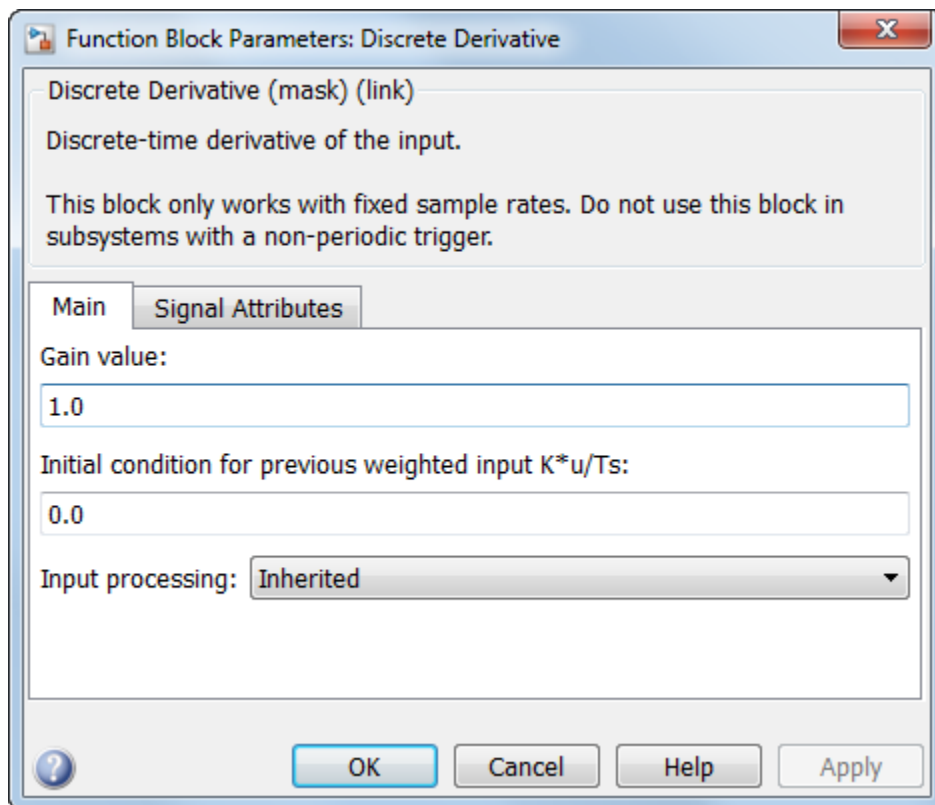 Function Block Parameters: Discrete Derivative
Discrete Derivative (mask) (link)
Discrete-time derivative of the input.
This block only works with fixed sample rates. Do not use this block in
subsystems with a non-periodic trigger.
Main
Signal Attributes
Gain value:
1.0
Initial condition for previous weighted input K*u/Ts:
0.0
Input processing: Inherited
? OK Cancel Help Apply